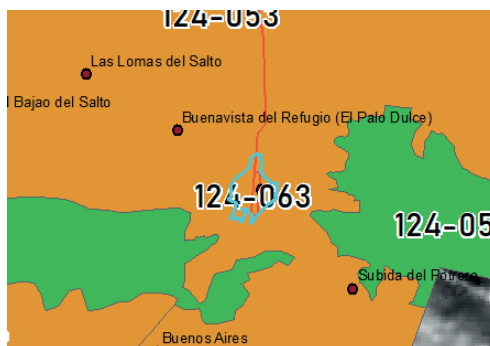 124-053
Las Lomas del Salto
l Bajao del Salto
Buenavista del Refugio (El Palo Dulce)
124-063
124-05
Subida del Potrero
Buenos Aires